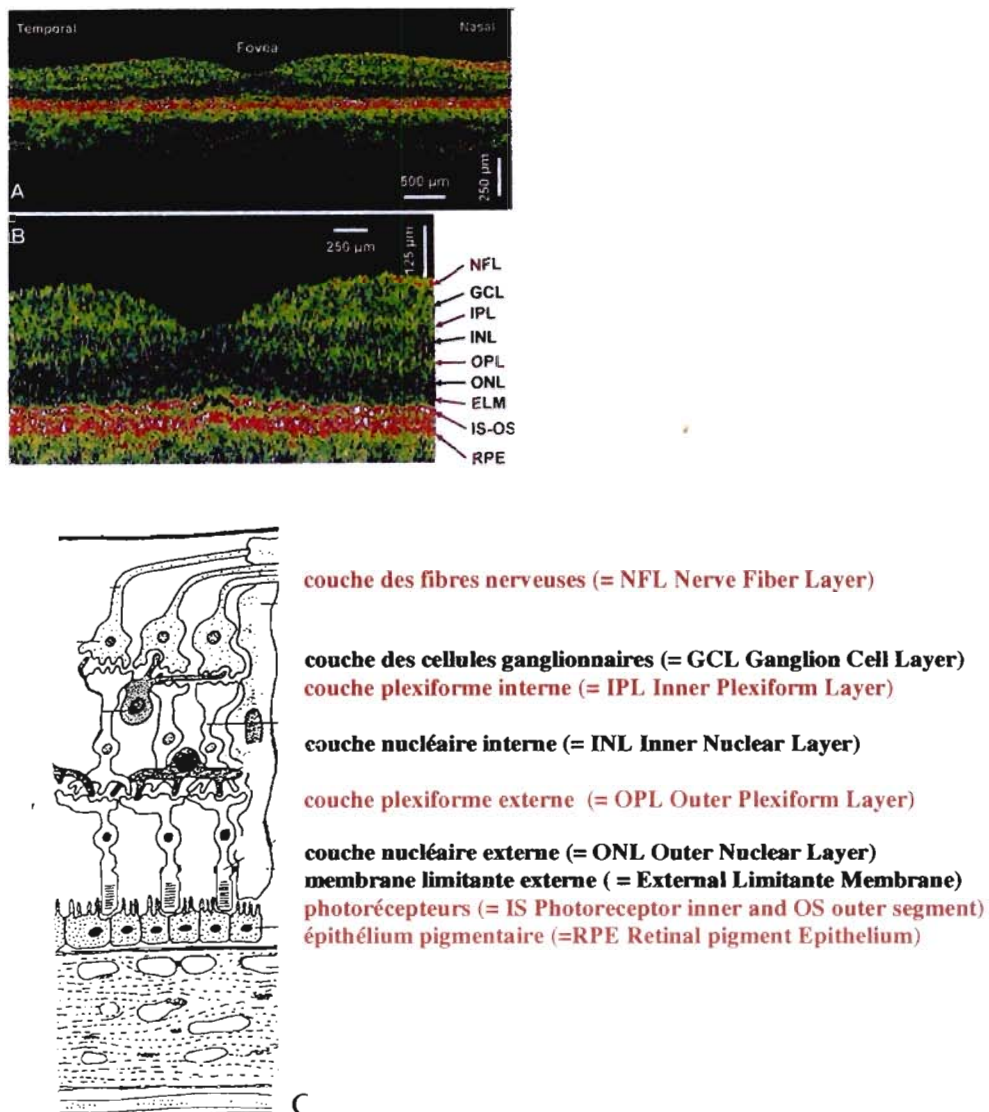 Temporal
Nasal
Fovea
500 µm
250 µm
A
B
250 µm
125 µm
NFL
GCL
IPL
INL
OPL
ONL
ELM
IS-OS
RPE
couche des fibres nerveuses (= NFL Nerve Fiber Layer)
couche des cellules ganglionnaires (= GCL Ganglion Cell Layer)
couche plexiforme interne (= IPL Inner Plexiform Layer)
couche nucléaire interne (= INL Inner Nuclear Layer)
couche plexiforme externe (= OPL Outer Plexiform Layer)
couche nucléaire externe (= ONL Outer Nuclear Layer)
membrane limitante externe ( = External Limitante Membrane)
photorécepteurs (= IS Photoreceptor inner and OS outer segment)
épithélium pigmentaire (=RPE Retinal pigment Epithelium)
C